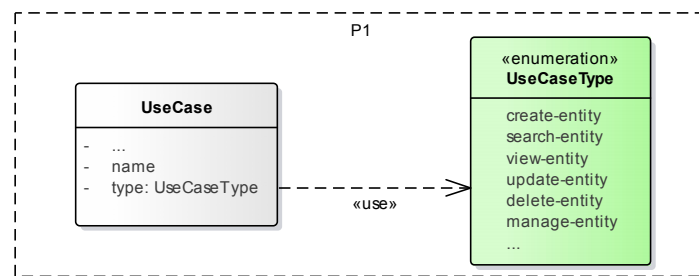 P1
UseCase
- ...
- name
- type: UseCaseType
«use»
«enumeration»
UseCaseType
create-entity
search-entity
view-entity
update-entity
delete-entity
manage-entity
...